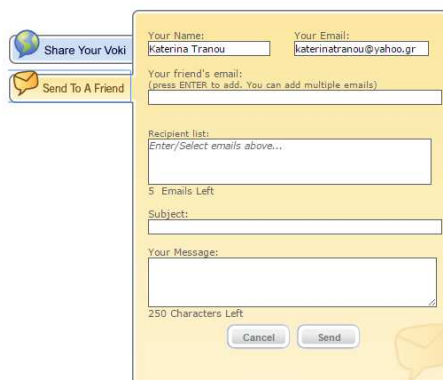 Share Your Voki
Send To A Friend
Your Name: Your Email:
Katerina Tranou katerinatranou@yahoo.gr
Your friend's email:
(press ENTER to add. You can add multiple emails)
Recipient list:
Enter/Select emails above...
5 Emails Left
Subject:
Your Message:
250 Characters Left
Cancel Send